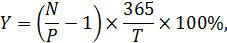 Y = (N/P − 1) × 365/T × 100%,